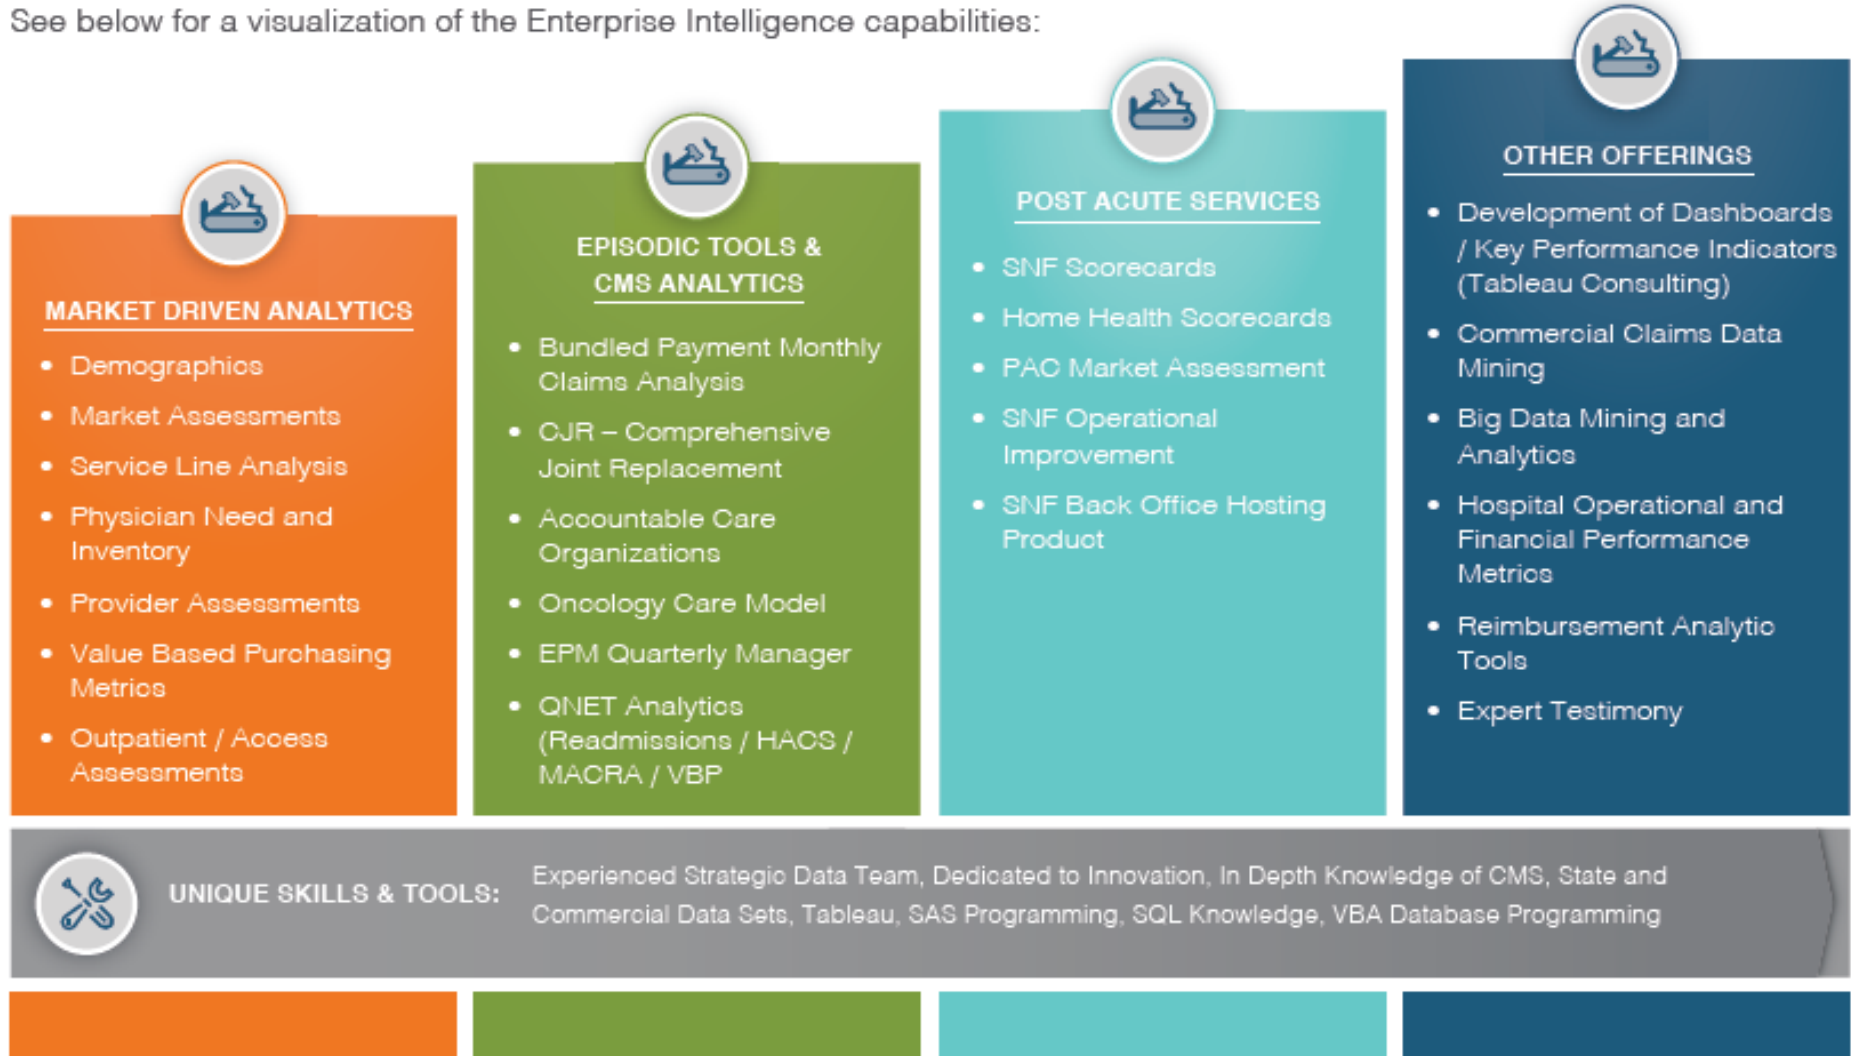 See below for a visualization of the Enterprise Intelligence capabilities:
MARKET DRIVEN ANALYTICS
• Demographics
• Market Assessments
• Service Line Analysis
• Physician Need and
Inventory
• Provider Assessments
• Value Based Purchasing
Metrics
• Outpatient / Access
Assessments
EPISODIC TOOLS &
CMS ANALYTICS
• Bundled Payment Monthly
Claims Analysis
• CJR – Comprehensive
Joint Replacement
• Accountable Care
Organizations
• Oncology Care Model
• EPM Quarterly Manager
• QNET Analytics
(Readmissions / HACS /
MACRA / VBP
POST ACUTE SERVICES
• SNF Scorecards
• Home Health Scorecards
• PAC Market Assessment
• SNF Operational
Improvement
• SNF Back Office Hosting
Product
OTHER OFFERINGS
• Development of Dashboards
/ Key Performance Indicators
(Tableau Consulting)
• Commercial Claims Data
Mining
• Big Data Mining and
Analytics
• Hospital Operational and
Financial Performance
Metrics
• Reimbursement Analytic
Tools
• Expert Testimony
UNIQUE SKILLS & TOOLS:
Experienced Strategic Data Team, Dedicated to Innovation, In Depth Knowledge of CMS, State and
Commercial Data Sets, Tableau, SAS Programming, SQL Knowledge, VBA Database Programming